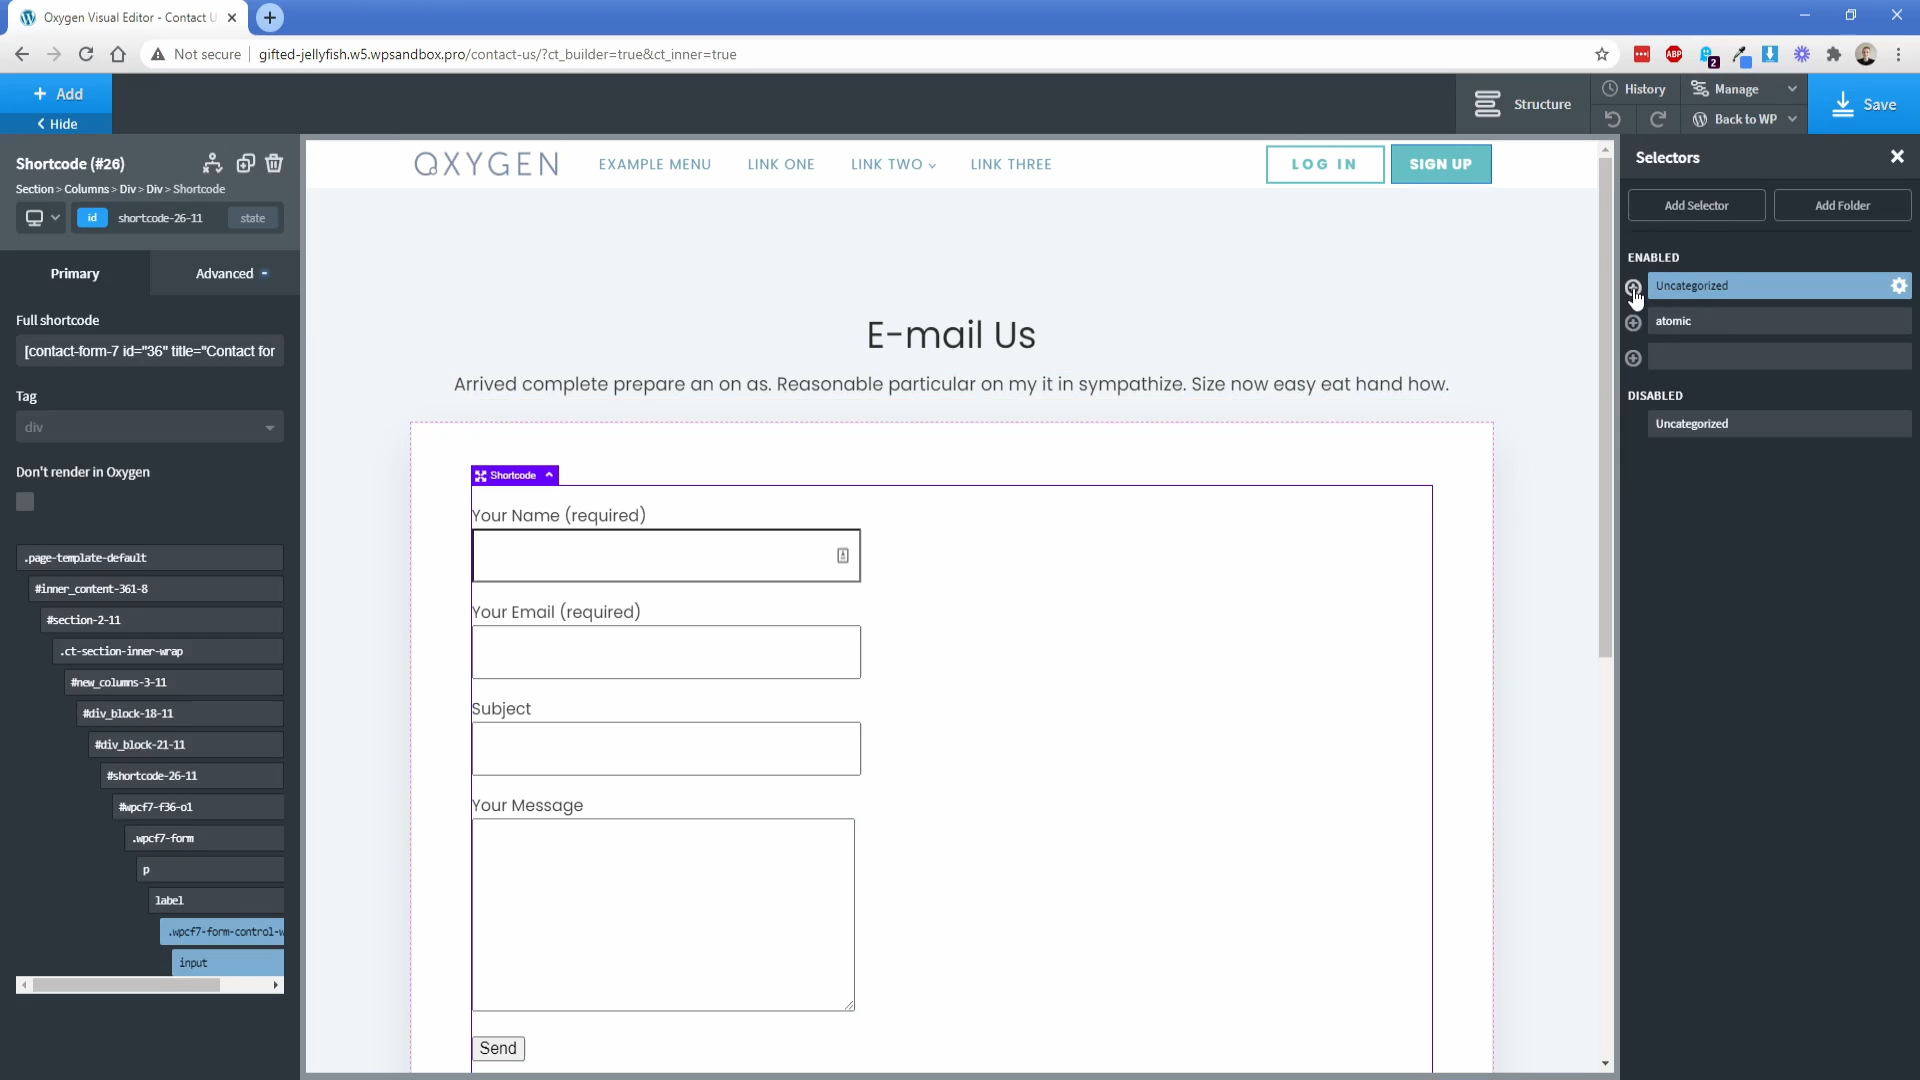 Oxygen Visual Editor - Contact U
Not secure
gifted-jellyfish.w5.wpsandbox.pro/contact-us/?ct_builder=true&ct_inner=true
ABP
2
+ Add
Hide
Structure
History
Manage
Back to WP
Save
Shortcode (#26)
Section > Columns > Div > Div > Shortcode
id
shortcode-26-11
state
Primary
Advanced
Full shortcode
[contact-form-7 id="36" title="Contact for
Tag
div
Don't render in Oxygen
.page-template-default
#inner_content-361-8
#section-2-11
.ct-section-inner-wrap
#new_columns-3-11
#div_block-18-11
#div_block-21-11
#shortcode-26-11
#wpcf7-f36-o1
.wpcf7-form
p
label
.wpcf7-form-control-w
input
OXYGEN
EXAMPLE MENU
LINK ONE
LINK TWO
LINK THREE
LOG IN
SIGN UP
E-mail Us
Arrived complete prepare an on as. Reasonable particular on my it in sympathize. Size now easy eat hand how.
Shortcode
Your Name (required)
Your Email (required)
Subject
Your Message
Send
Selectors
Add Selector
Add Folder
ENABLED
Uncategorized
atomic
DISABLED
Uncategorized